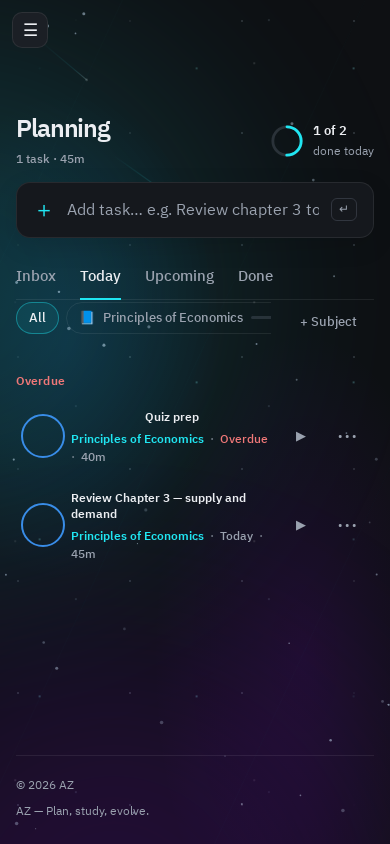 Planning
1 task · 45m
1 of 2
done today
+ Add task… e.g. Review chapter 3 to
Inbox Today Upcoming Done
All
Principles of Economics
+ Subject
Overdue
Quiz prep
Principles of Economics · Overdue
· 40m
Review Chapter 3 — supply and
demand
Principles of Economics · Today ·
45m
© 2026 AZ
AZ — Plan, study, evolve.